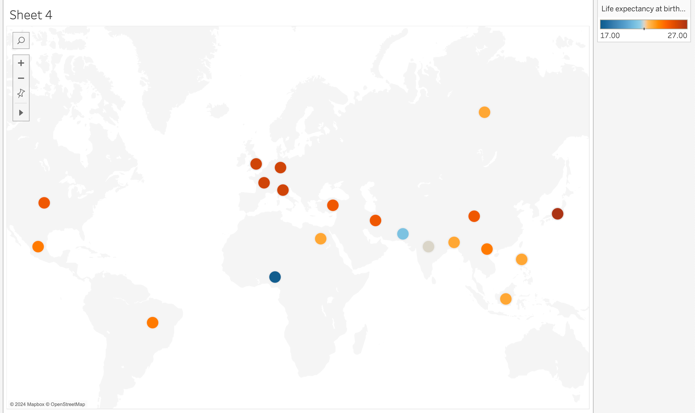 Sheet 4
Life expectancy at birth...
17.00 27.00
© 2024 Mapbox © OpenStreetMap